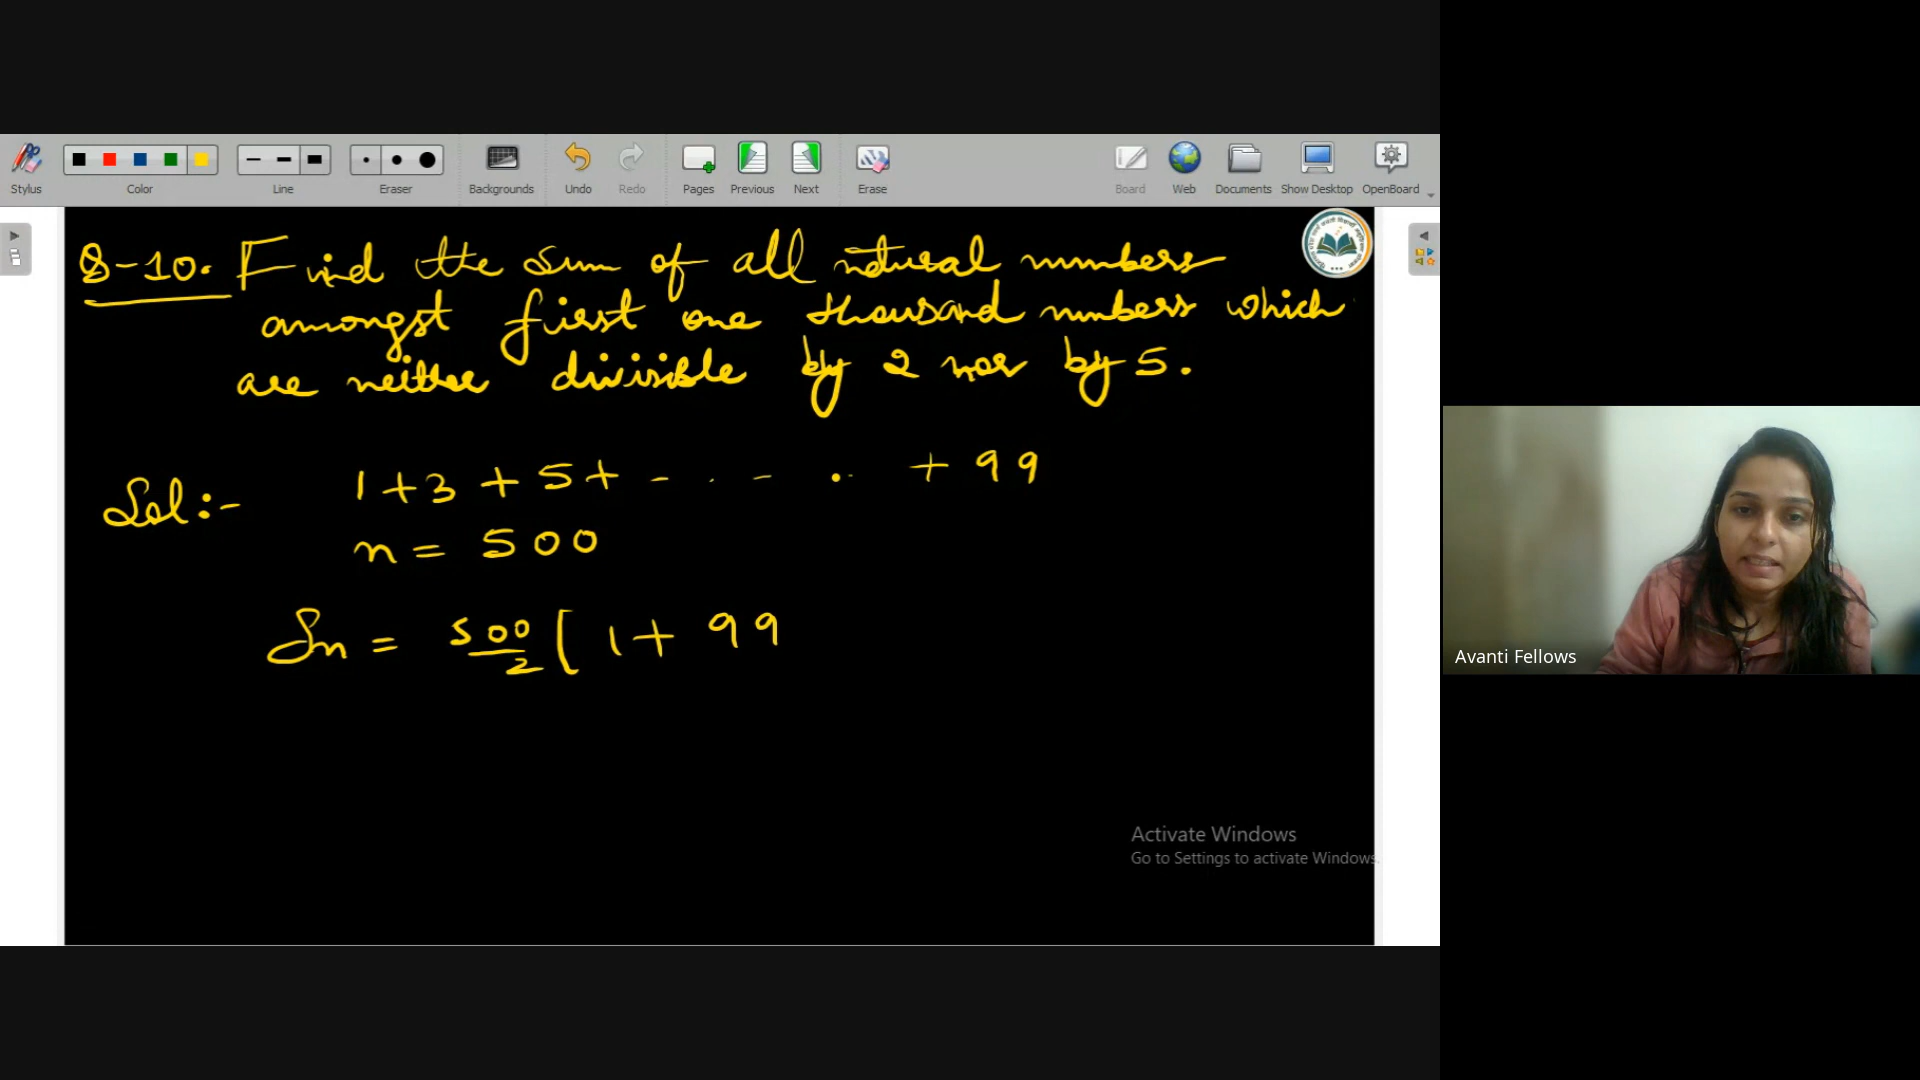 Stylus Color Line Eraser Backgrounds Undo Redo Pages Previous Next Erase Board Web Documents Show Desktop OpenBoard
Q-10. Find the sum of all natural numbers
amongst first one thousand numbers which
are neither divisible by 2 nor by 5.
Sol:- 1+3+5+ - . - .. + 99
n = 500
Sn = 500/2 [ 1 + 99
Avanti Fellows
Activate Windows
Go to Settings to activate Windows.